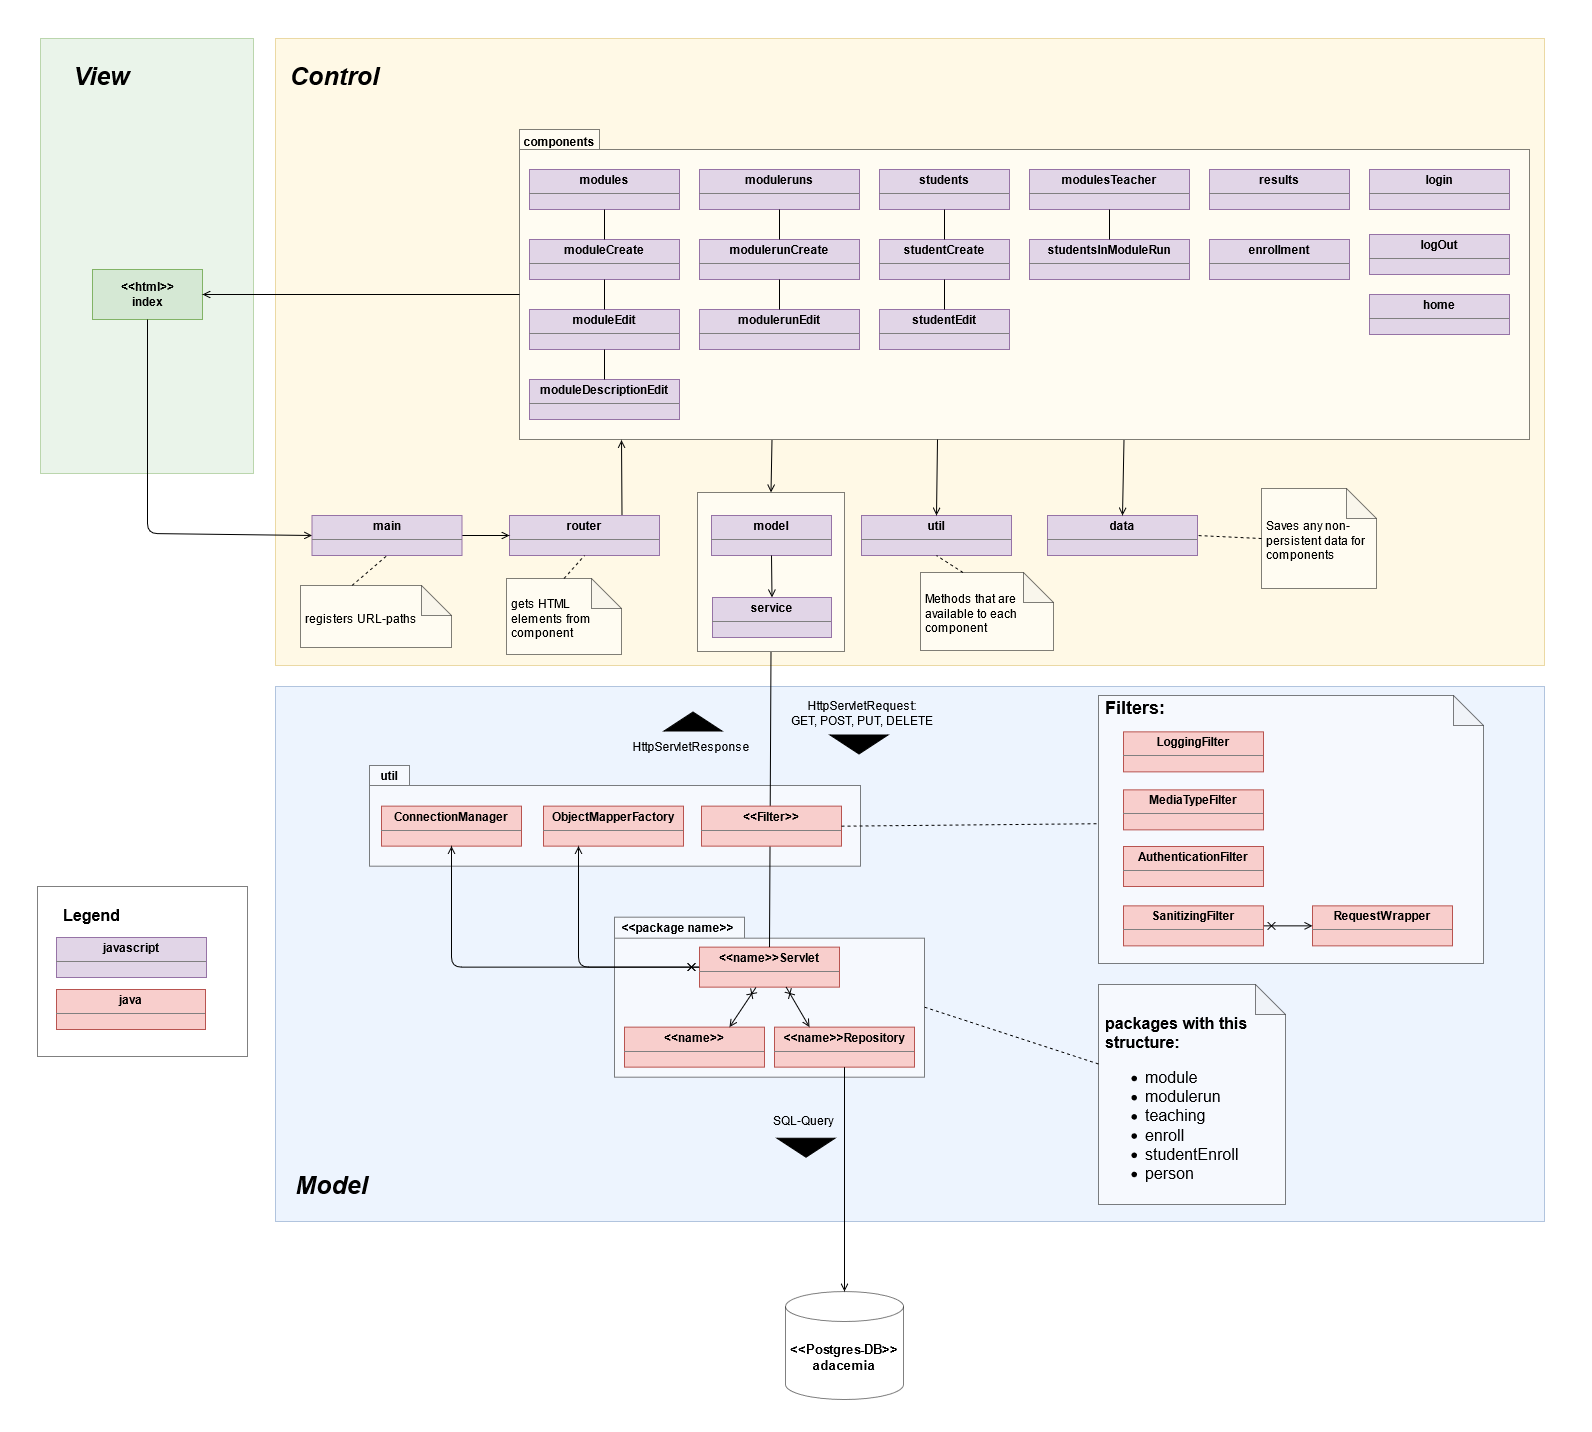 View
Control
components
modules
moduleruns
students
modulesTeacher
results
login
moduleCreate
modulerunCreate
studentCreate
studentsInModuleRun
enrollment
logOut
<<html>>
index
moduleEdit
modulerunEdit
studentEdit
home
moduleDescriptionEdit
main
router
model
util
data
Saves any non-
persistent data for
components
registers URL-paths
gets HTML
elements from
component
service
Methods that are
available to each
component
HttpServletResponse
HttpServletRequest:
GET, POST, PUT, DELETE
Filters:
LoggingFilter
MediaTypeFilter
AuthenticationFilter
SanitizingFilter
RequestWrapper
util
ConnectionManager
ObjectMapperFactory
<<Filter>>
Legend
javascript
java
<<package name>>
<<name>>Servlet
<<name>>
<<name>>Repository
packages with this
structure:
• module
• modulerun
• teaching
• enroll
• studentEnroll
• person
SQL-Query
Model
<<Postgres-DB>>
adacemia